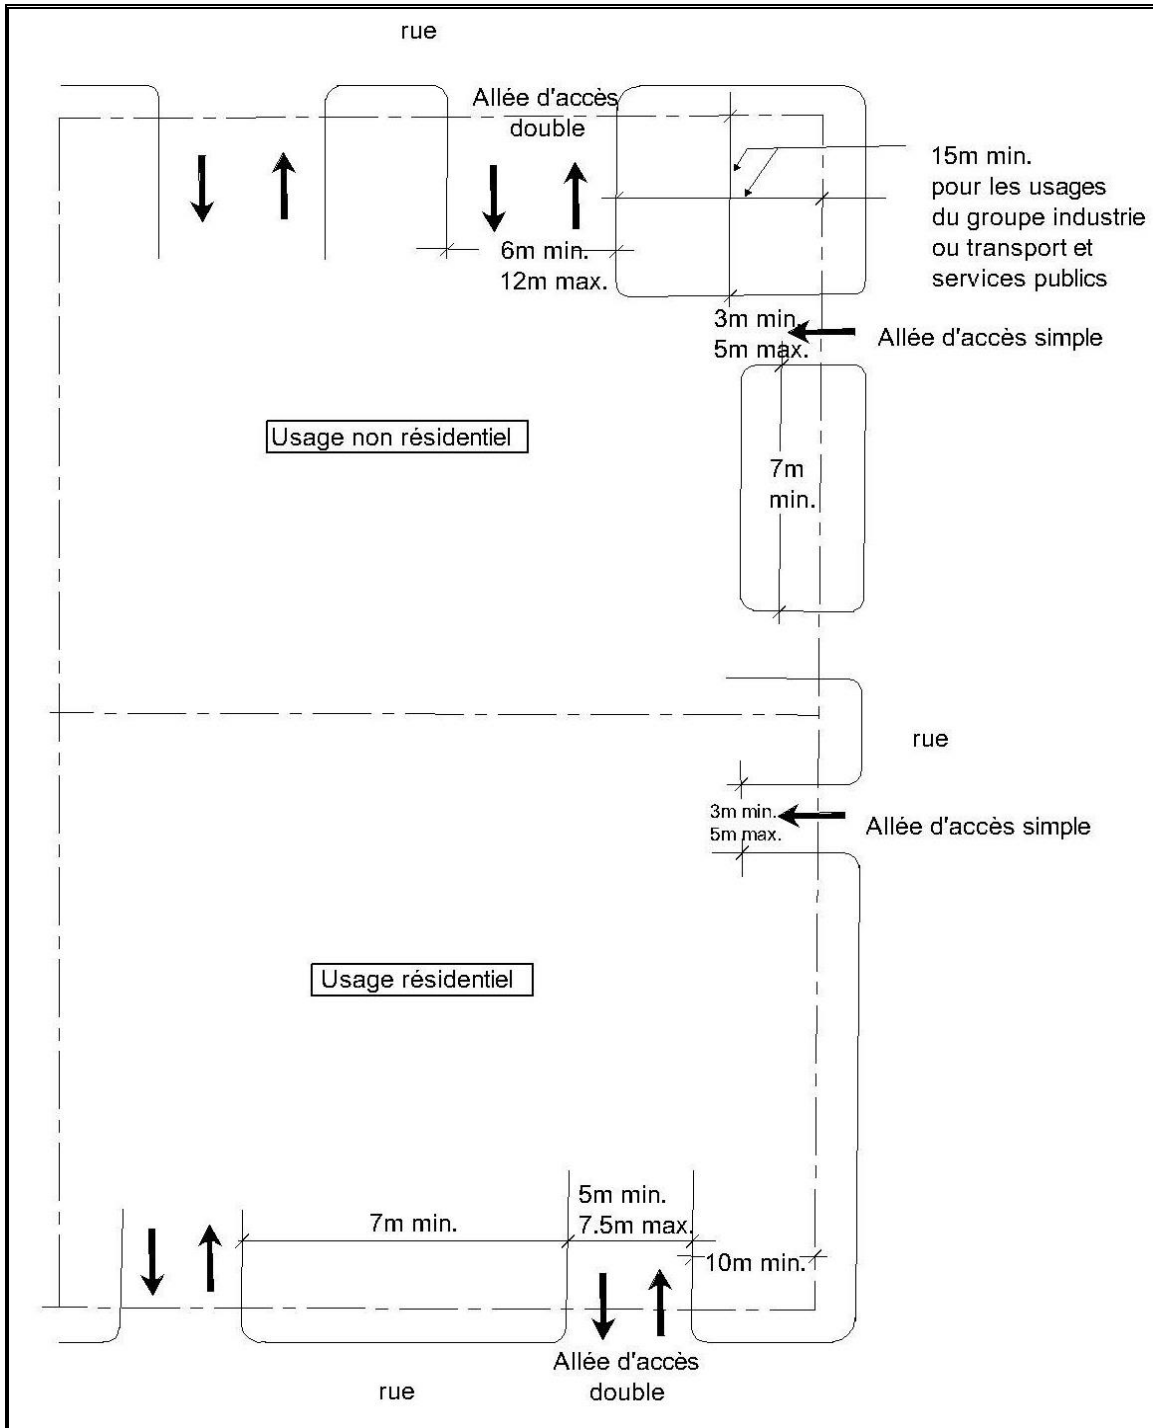 rue
Allée d'accès
double
15m min.
pour les usages
du groupe industrie
ou transport et
services publics
6m min.
12m max.
3m min.
5m max.
Allée d'accès simple
Usage non résidentiel
7m
min.
rue
3m min.
5m max.
Allée d'accès simple
Usage résidentiel
5m min.
7.5m max.
7m min.
10m min.
Allée d'accès
double
rue